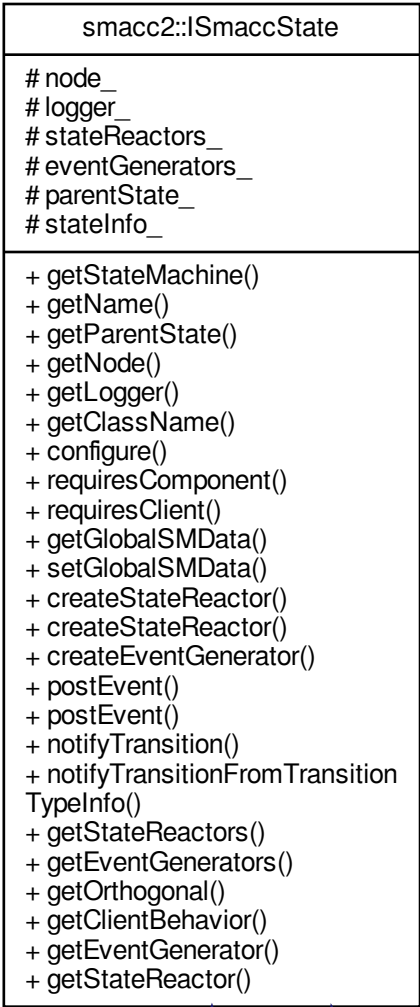 smacc2::ISmaccState
# node_
# logger_
# stateReactors_
# eventGenerators_
# parentState_
# stateInfo_
+ getStateMachine()
+ getName()
+ getParentState()
+ getNode()
+ getLogger()
+ getClassName()
+ configure()
+ requiresComponent()
+ requiresClient()
+ getGlobalSMData()
+ setGlobalSMData()
+ createStateReactor()
+ createStateReactor()
+ createEventGenerator()
+ postEvent()
+ postEvent()
+ notifyTransition()
+ notifyTransitionFromTransition
TypeInfo()
+ getStateReactors()
+ getEventGenerators()
+ getOrthogonal()
+ getClientBehavior()
+ getEventGenerator()
+ getStateReactor()